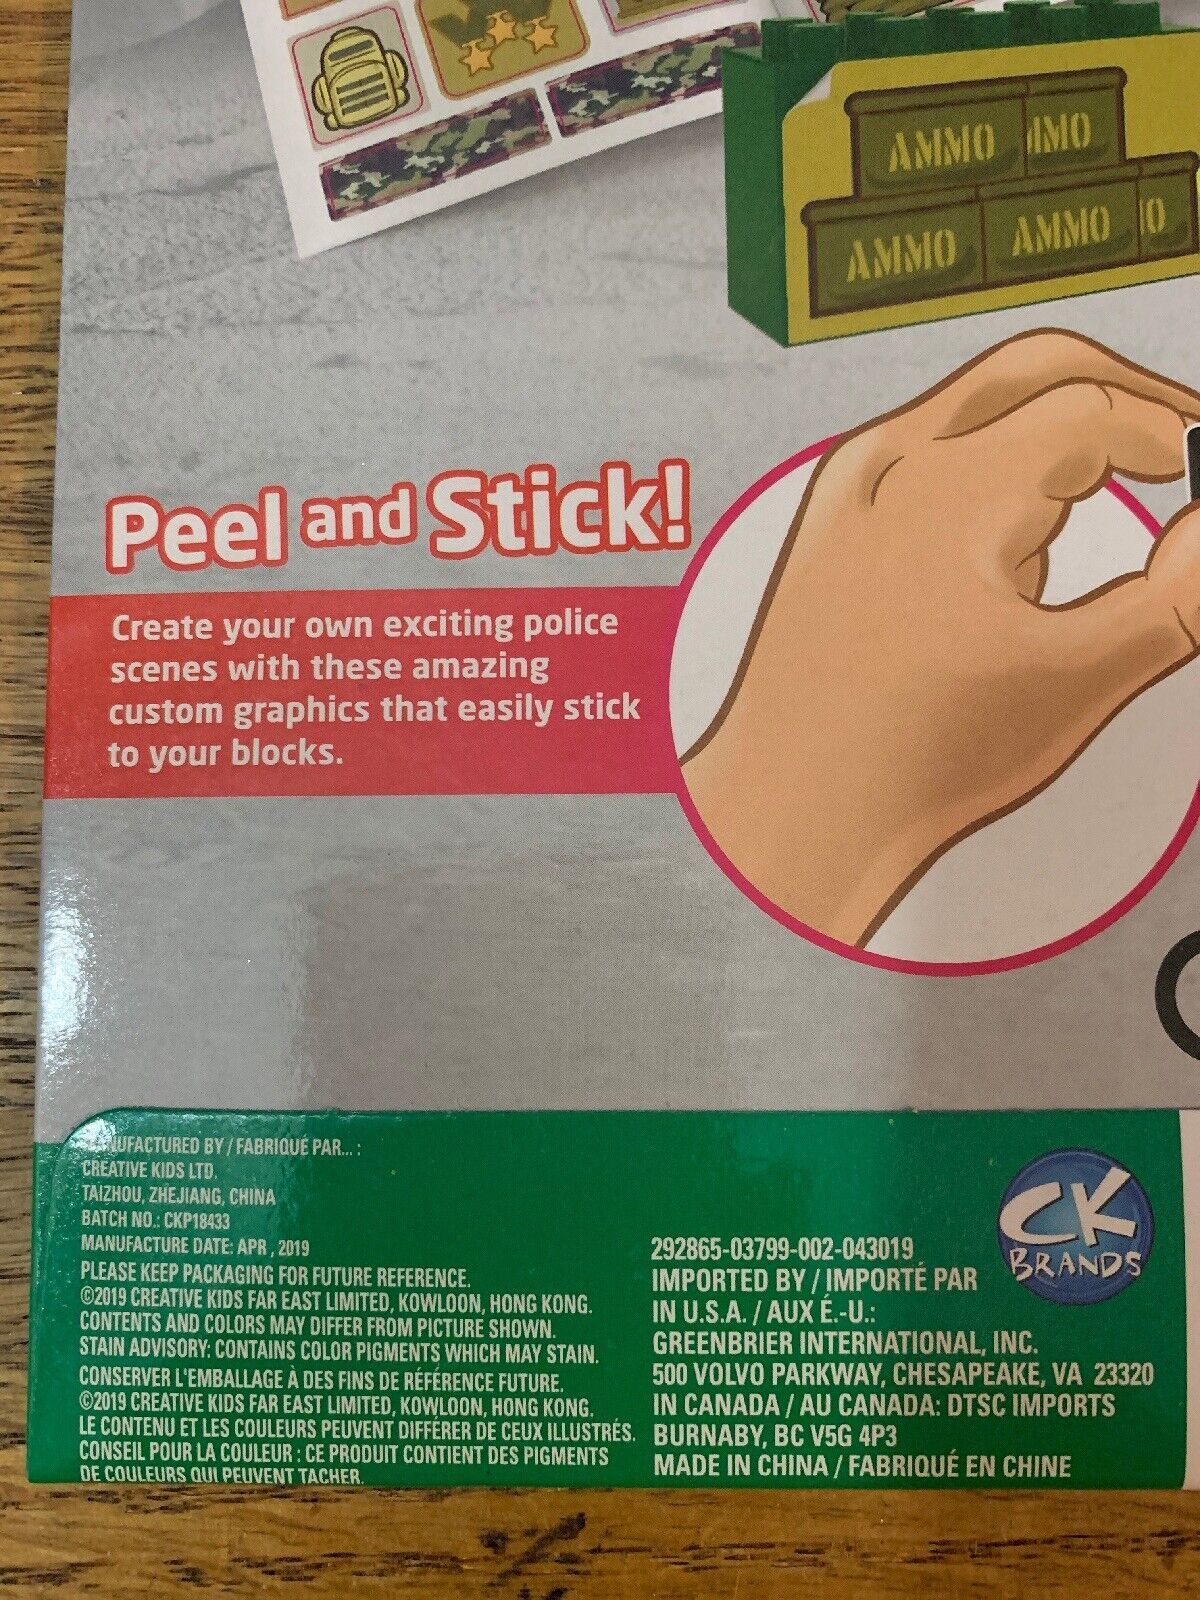 AMMO
AMMO
AMMO
Peel and Stick!
Create your own exciting police
scenes with these amazing
custom graphics that easily stick
to your blocks.
MANUFACTURED BY / FABRIQUÉ PAR... :
CREATIVE KIDS LTD.
TAIZHOU, ZHEJIANG, CHINA
BATCH NO.: CKP18433
MANUFACTURE DATE: APR , 2019
PLEASE KEEP PACKAGING FOR FUTURE REFERENCE.
©2019 CREATIVE KIDS FAR EAST LIMITED, KOWLOON, HONG KONG.
CONTENTS AND COLORS MAY DIFFER FROM PICTURE SHOWN.
STAIN ADVISORY: CONTAINS COLOR PIGMENTS WHICH MAY STAIN.
CONSERVER L'EMBALLAGE À DES FINS DE RÉFÉRENCE FUTURE.
©2019 CREATIVE KIDS FAR EAST LIMITED, KOWLOON, HONG KONG.
LE CONTENU ET LES COULEURS PEUVENT DIFFÉRER DE CEUX ILLUSTRÉS.
CONSEIL POUR LA COULEUR : CE PRODUIT CONTIENT DES PIGMENTS
DE COULEURS QUI PEUVENT TACHER.
292865-03799-002-043019
IMPORTED BY / IMPORTÉ PAR
IN U.S.A. / AUX É.-U.:
GREENBRIER INTERNATIONAL, INC.
500 VOLVO PARKWAY, CHESAPEAKE, VA 23320
IN CANADA / AU CANADA: DTSC IMPORTS
BURNABY, BC V5G 4P3
MADE IN CHINA / FABRIQUÉ EN CHINE
CK
BRANDS